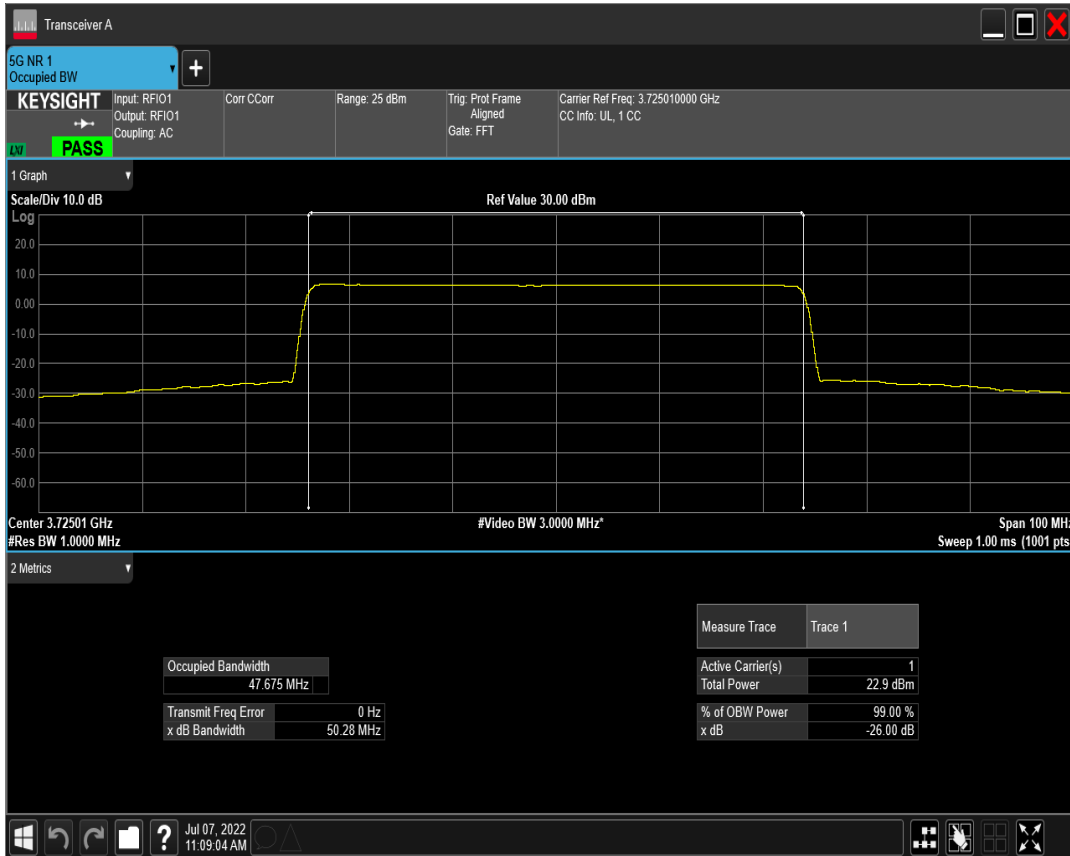 Transceiver A
5G NR 1
Occupied BW
+
KEYSIGHT
LXI
PASS
Input: RFIO1
Output: RFIO1
Coupling: AC
Corr CCorr
Range: 25 dBm
Trig: Prot Frame
Aligned
Gate: FFT
Carrier Ref Freq: 3.725010000 GHz
CC Info: UL, 1 CC
1 Graph
Scale/Div 10.0 dB
Ref Value 30.00 dBm
Log
20.0
10.0
0.00
-10.0
-20.0
-30.0
-40.0
-50.0
-60.0
Center 3.72501 GHz
#Video BW 3.0000 MHz*
Span 100 MHz
#Res BW 1.0000 MHz
Sweep 1.00 ms (1001 pts
2 Metrics
Measure Trace Trace 1
Occupied Bandwidth
47.675 MHz
Active Carrier(s) 1
Total Power 22.9 dBm
Transmit Freq Error 0 Hz
x dB Bandwidth 50.28 MHz
% of OBW Power 99.00 %
x dB -26.00 dB
?
Jul 07, 2022
11:09:04 AM